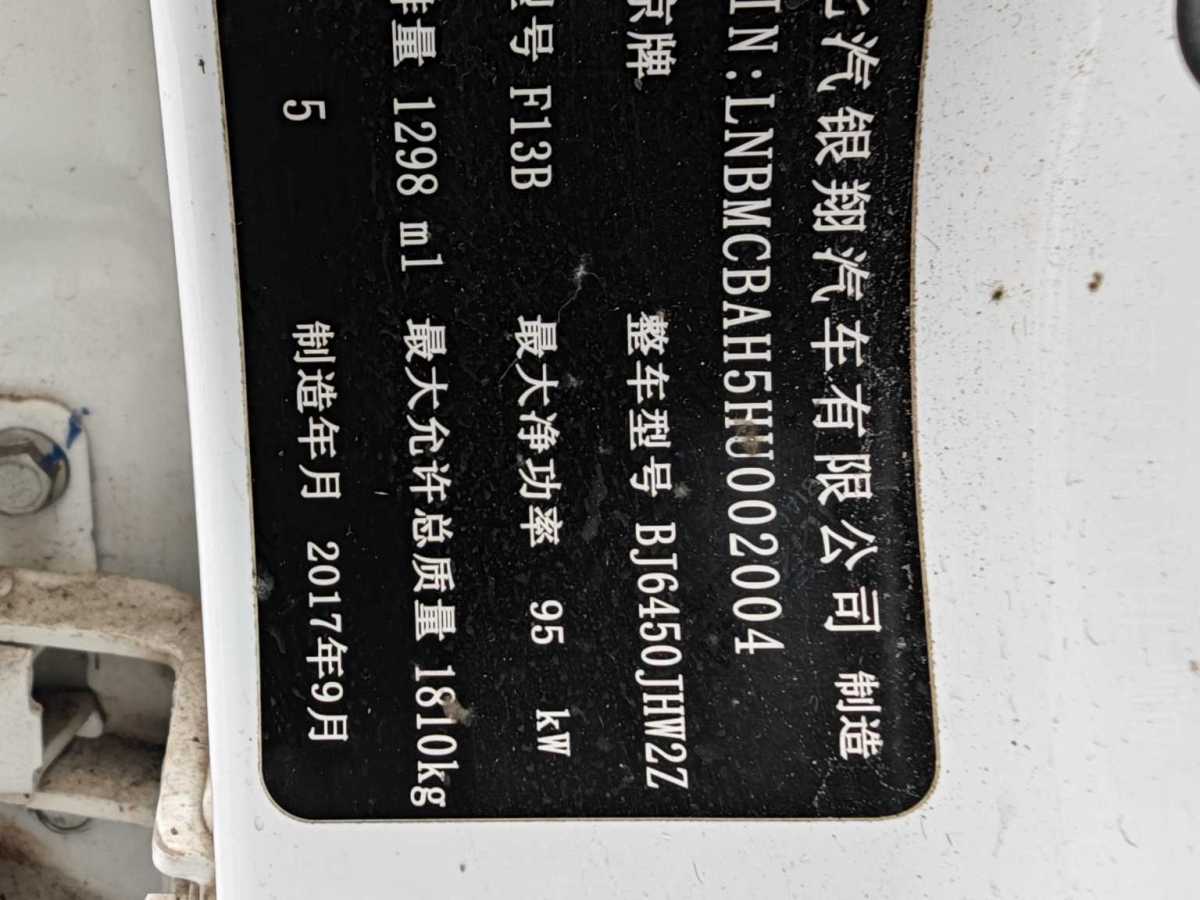 汽银翔汽车有限公司 制造
IN:LNBMCBAH5HU002004
京牌 整车型号 BJ6450JHW2Z
号 F13B 最大净功率 95 kW
量 1298 ml 最大允许总质量 1810kg
5 制造年月 2017年9月